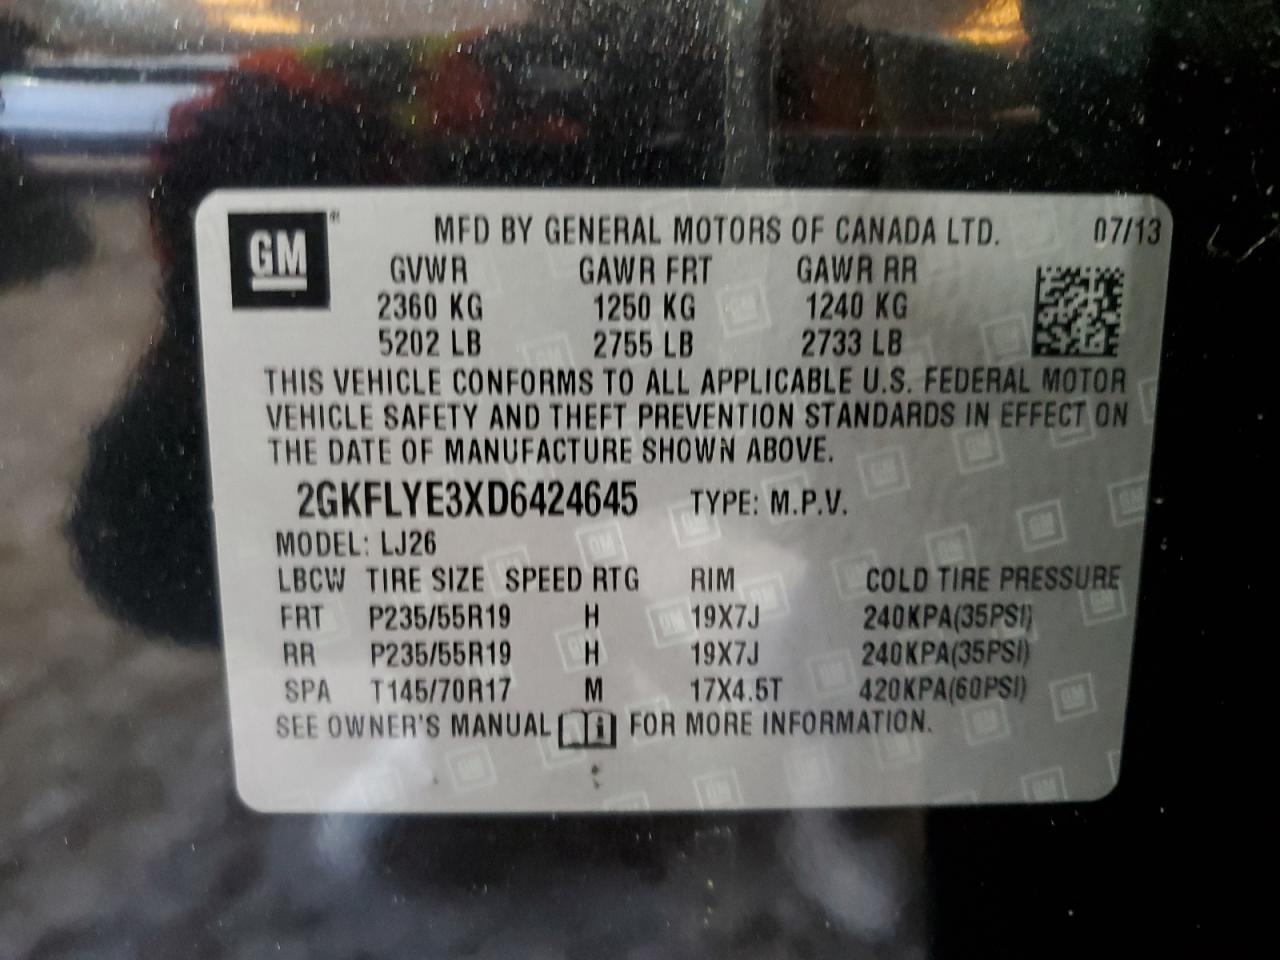 GM
MFD BY GENERAL MOTORS OF CANADA LTD. 07/13
GVWR GAWR FRT GAWR RR
2360 KG 1250 KG 1240 KG
5202 LB 2755 LB 2733 LB
THIS VEHICLE CONFORMS TO ALL APPLICABLE U.S. FEDERAL MOTOR
VEHICLE SAFETY AND THEFT PREVENTION STANDARDS IN EFFECT ON
THE DATE OF MANUFACTURE SHOWN ABOVE.
2GKFLYE3XD6424645 TYPE: M.P.V.
MODEL: LJ26
LBCW TIRE SIZE SPEED RTG RIM COLD TIRE PRESSURE
FRT P235/55R19 H 19X7J 240KPA(35PSI)
RR P235/55R19 H 19X7J 240KPA(35PSI)
SPA T145/70R17 M 17X4.5T 420KPA(60PSI)
SEE OWNER'S MANUAL FOR MORE INFORMATION.